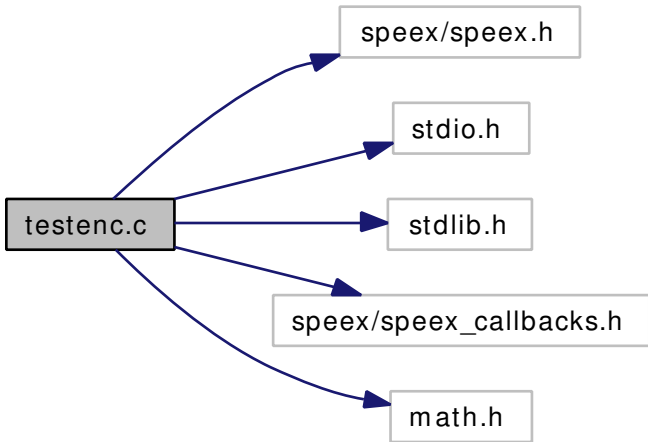 speex/speex.h
stdio.h
testenc.c
stdlib.h
speex/speex_callbacks.h
math.h